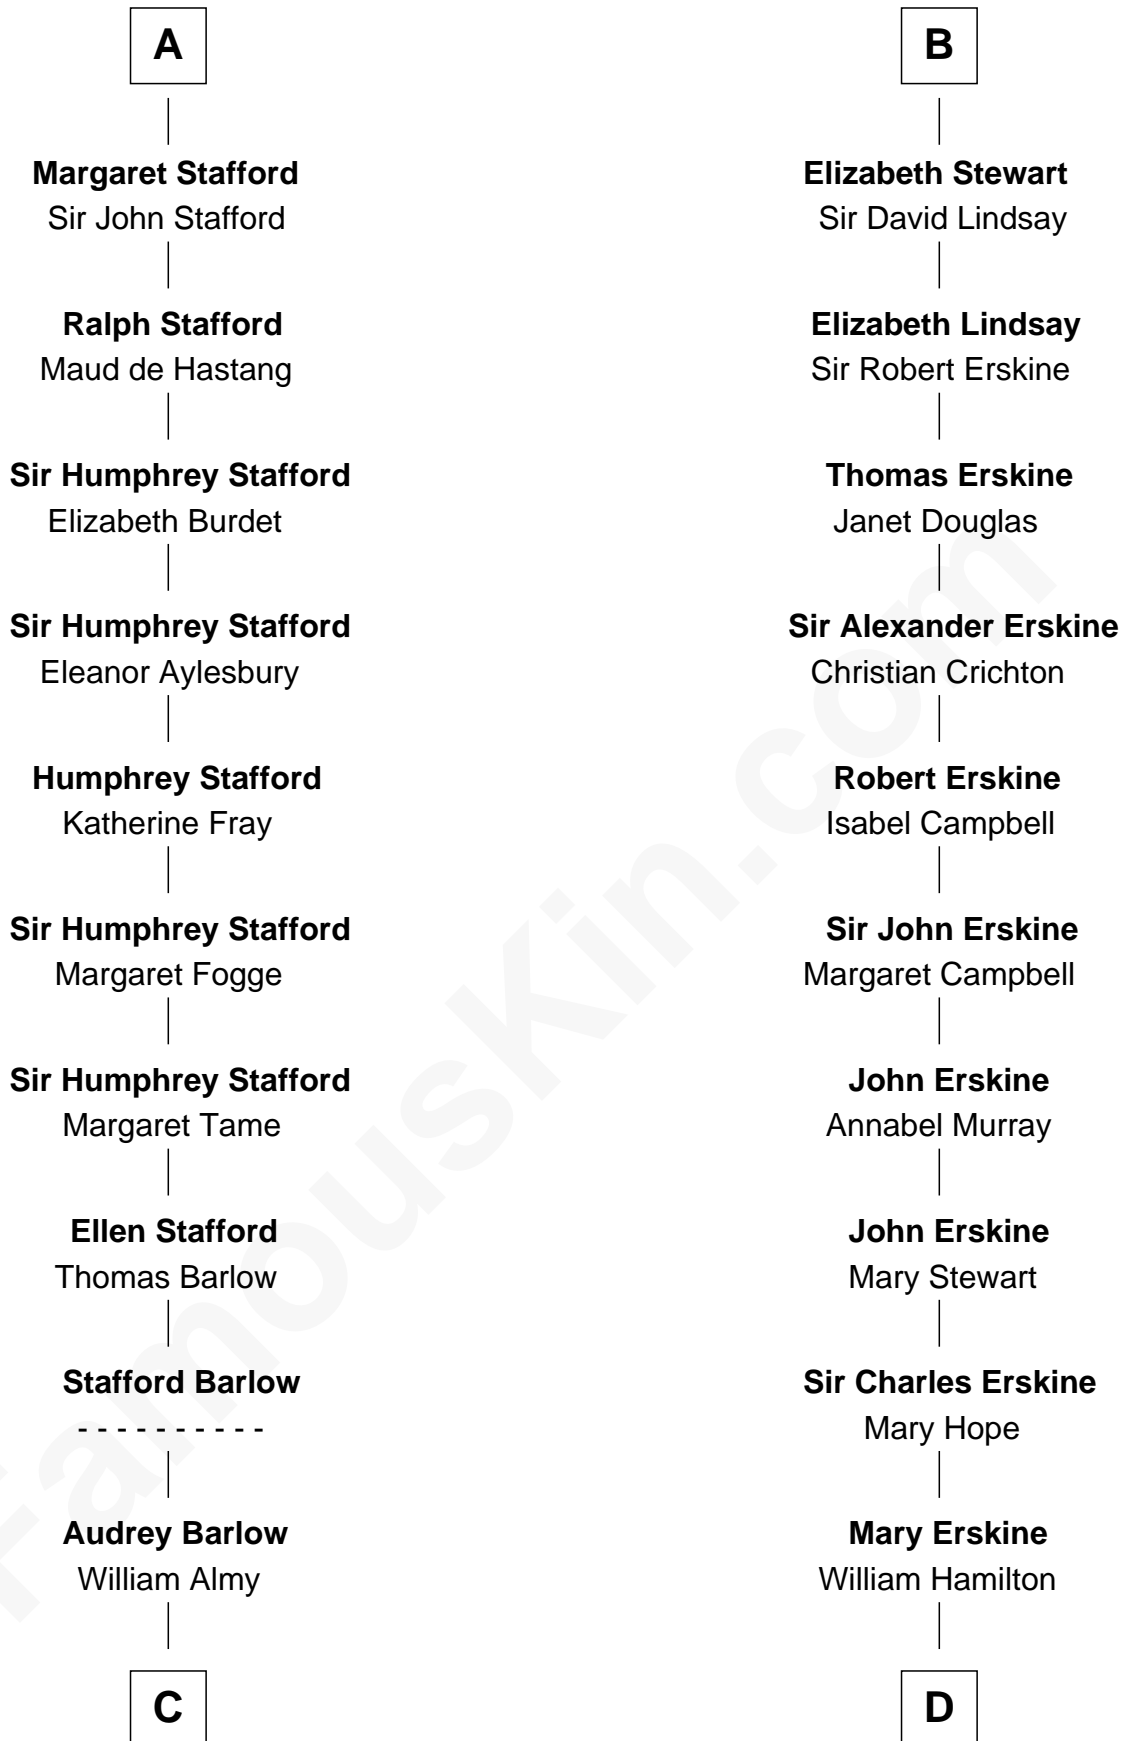 A
Margaret Stafford
Sir John Stafford
Ralph Stafford
Maud de Hastang
Sir Humphrey Stafford
Elizabeth Burdet
Sir Humphrey Stafford
Eleanor Aylesbury
Humphrey Stafford
Katherine Fray
Sir Humphrey Stafford
Margaret Fogge
Sir Humphrey Stafford
Margaret Tame
Ellen Stafford
Thomas Barlow
Stafford Barlow
- - - - - - - - - -
Audrey Barlow
William Almy
C
B
Elizabeth Stewart
Sir David Lindsay
Elizabeth Lindsay
Sir Robert Erskine
Thomas Erskine
Janet Douglas
Sir Alexander Erskine
Christian Crichton
Robert Erskine
Isabel Campbell
Sir John Erskine
Margaret Campbell
John Erskine
Annabel Murray
John Erskine
Mary Stewart
Sir Charles Erskine
Mary Hope
Mary Erskine
William Hamilton
D
FamousKin.com